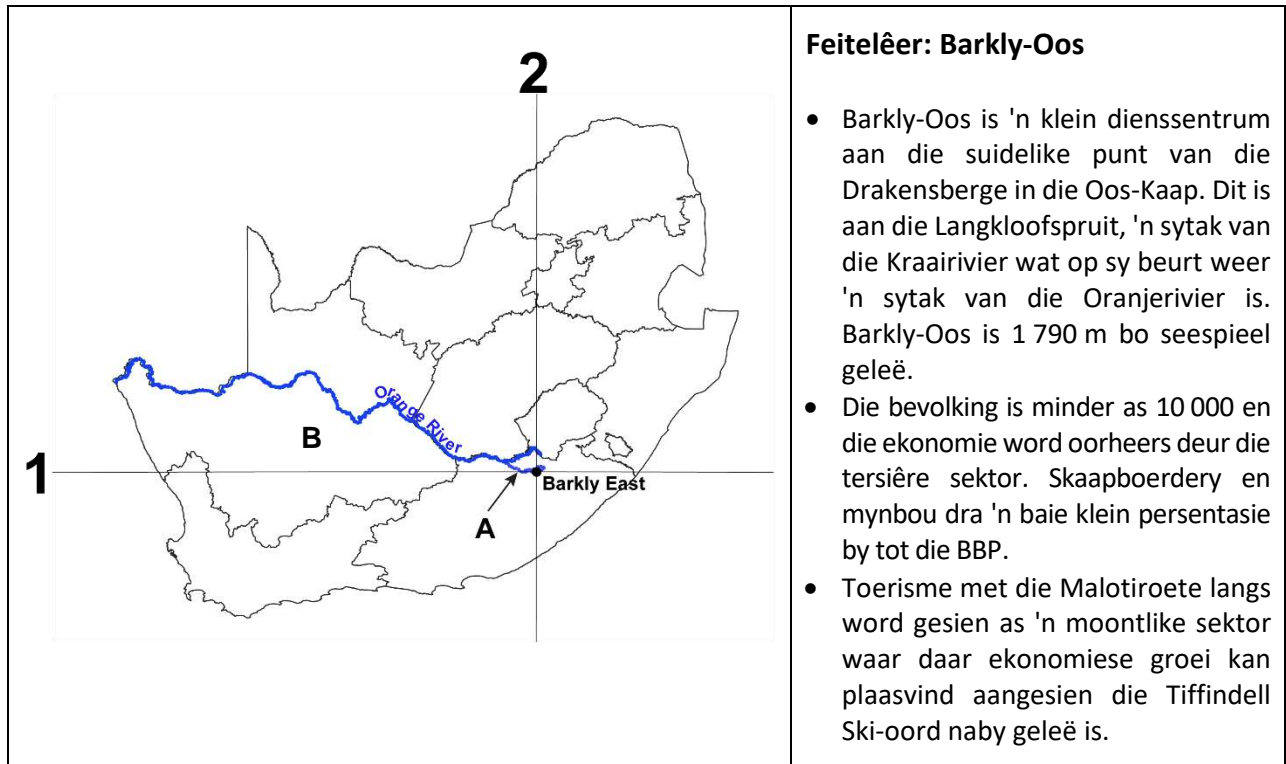 2
1
Orange River
B
Barkly East
A
Feitelêer: Barkly-Oos
• Barkly-Oos is 'n klein dienssentrum
aan die suidelike punt van die
Drakensberge in die Oos-Kaap. Dit is
aan die Langkloofspruit, 'n sytak van
die Kraairivier wat op sy beurt weer
'n sytak van die Oranjerivier is.
Barkly-Oos is 1 790 m bo seespieel
geleë.
• Die bevolking is minder as 10 000 en
die ekonomie word oorheers deur die
tersiêre sektor. Skaapboerdery en
mynbou dra 'n baie klein persentasie
by tot die BBP.
• Toerisme met die Malotiroete langs
word gesien as 'n moontlike sektor
waar daar ekonomiese groei kan
plaasvind aangesien die Tiffindell
Ski-oord naby geleë is.